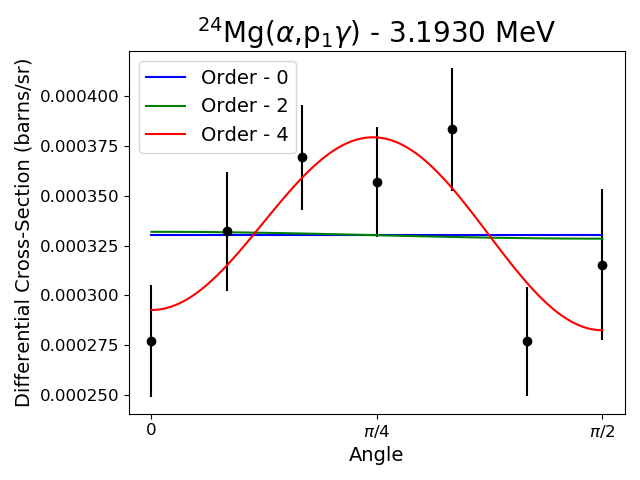 ²⁴Mg(α,p₁γ) - 3.1930 MeV
Differential Cross-Section (barns/sr)
0.000400
0.000375
0.000350
0.000325
0.000300
0.000275
0.000250
Order - 0
Order - 2
Order - 4
0 π/4 π/2
Angle